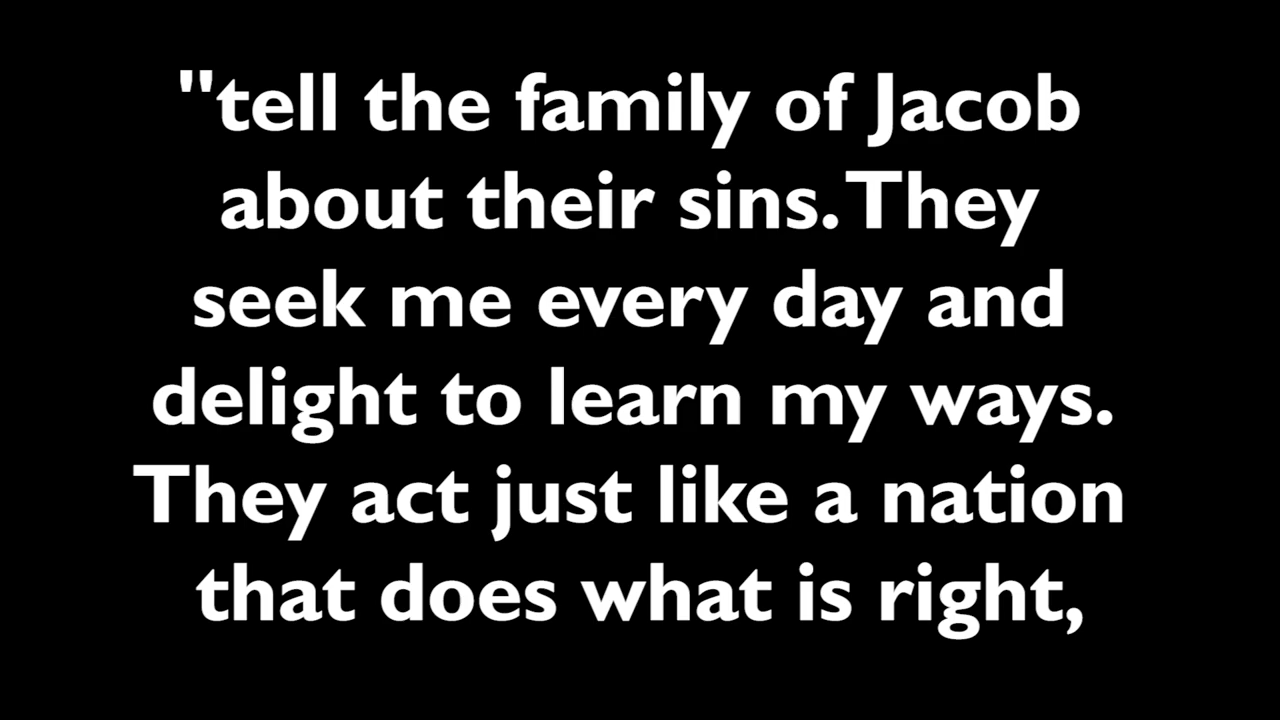 "tell the family of Jacob
about their sins. They
seek me every day and
delight to learn my ways.
They act just like a nation
that does what is right,